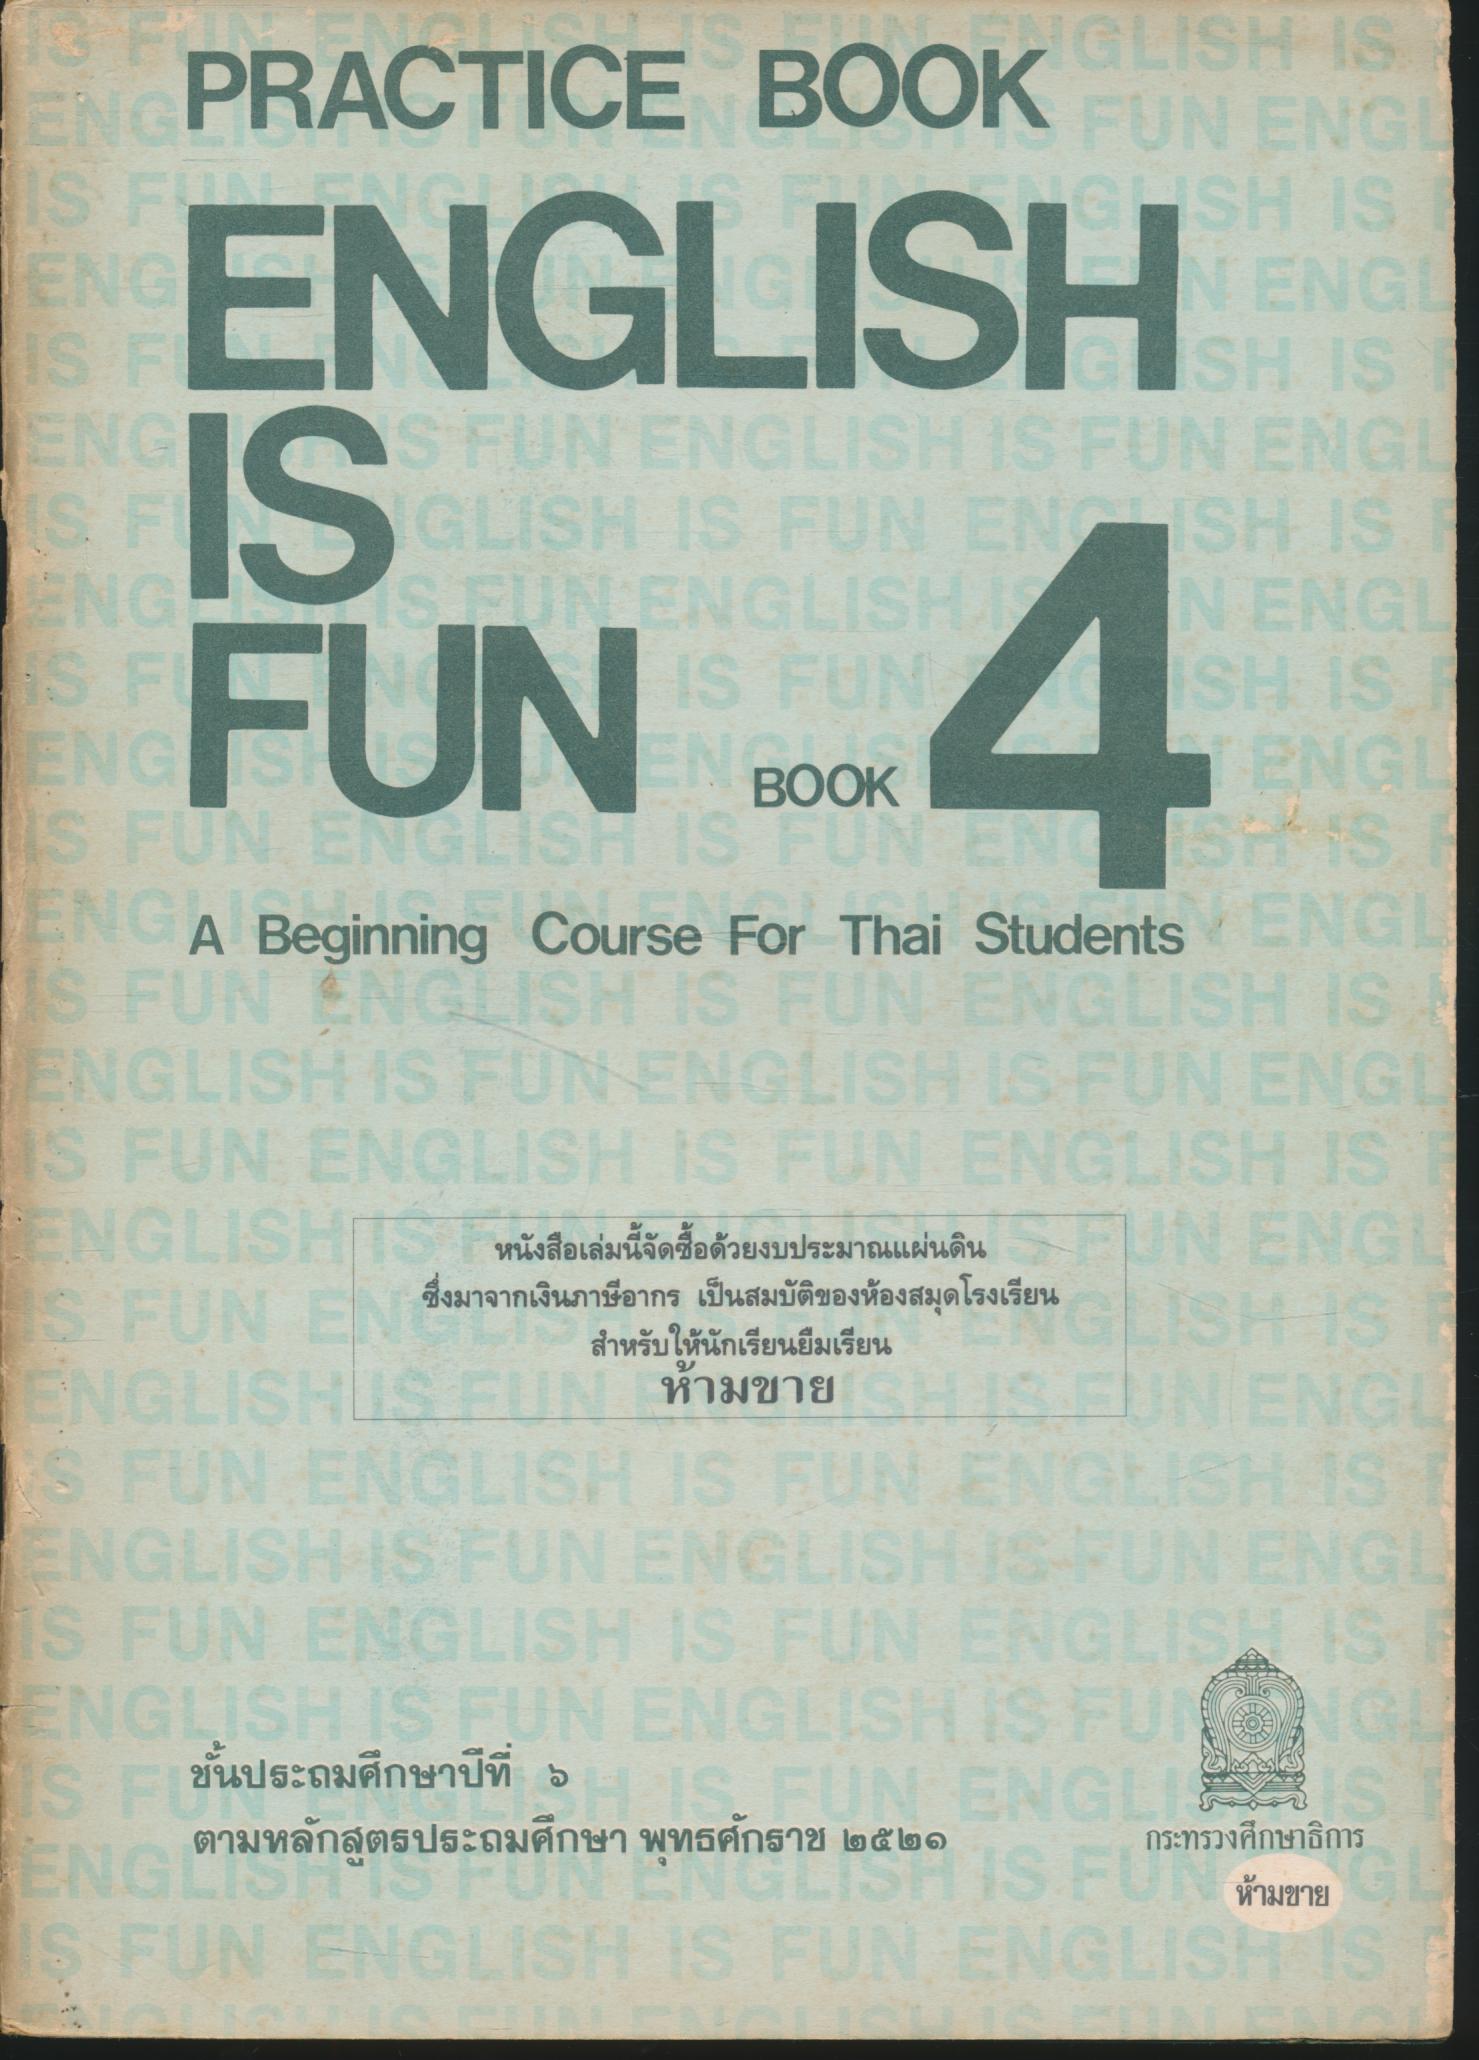 PRACTICE BOOK
ENGLISH
IS
FUN
BOOK 4
A Beginning Course For Thai Students
หนังสือเล่มนี้จัดซื้อด้วยงบประมาณแผ่นดิน
ซึ่งมาจากเงินภาษีอากร เป็นสมบัติของห้องสมุดโรงเรียน
สำหรับให้นักเรียนยืมเรียน
ห้ามขาย
ชั้นประถมศึกษาปีที่ ๖
ตามหลักสูตรประถมศึกษา พุทธศักราช ๒๕๒๑
กระทรวงศึกษาธิการ
ห้ามขาย